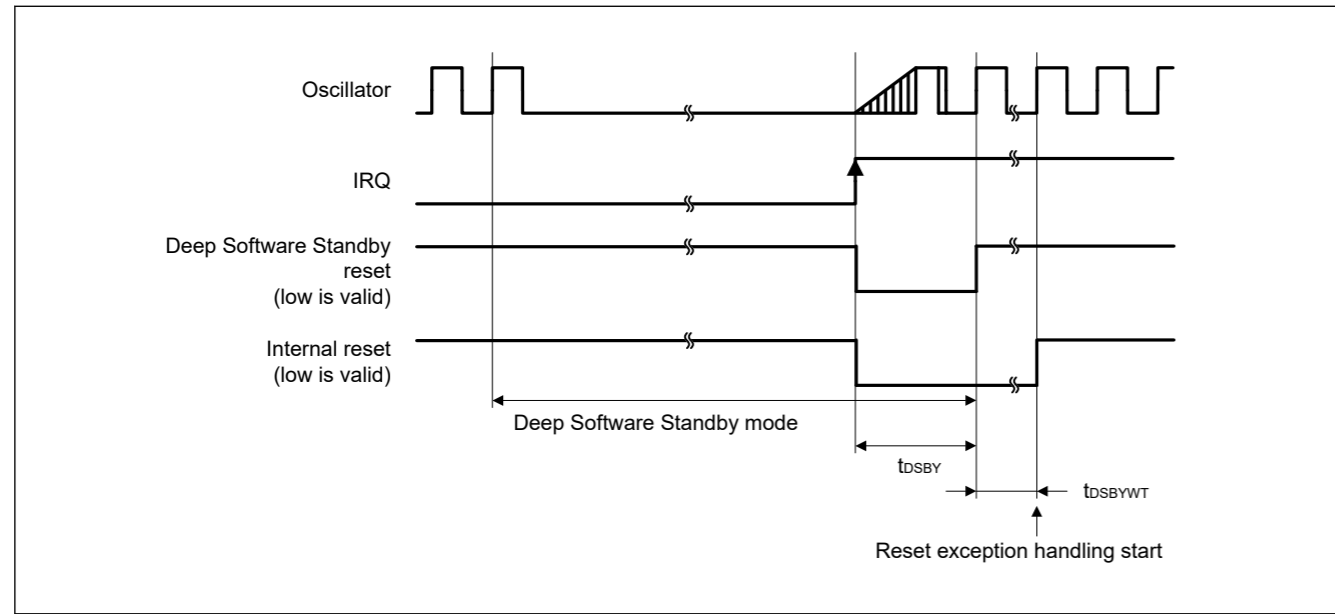 Oscillator
IRQ
Deep Software Standby
reset
(low is valid)
Internal reset
(low is valid)
Deep Software Standby mode
tDSBY
tDSBYWT
Reset exception handling start